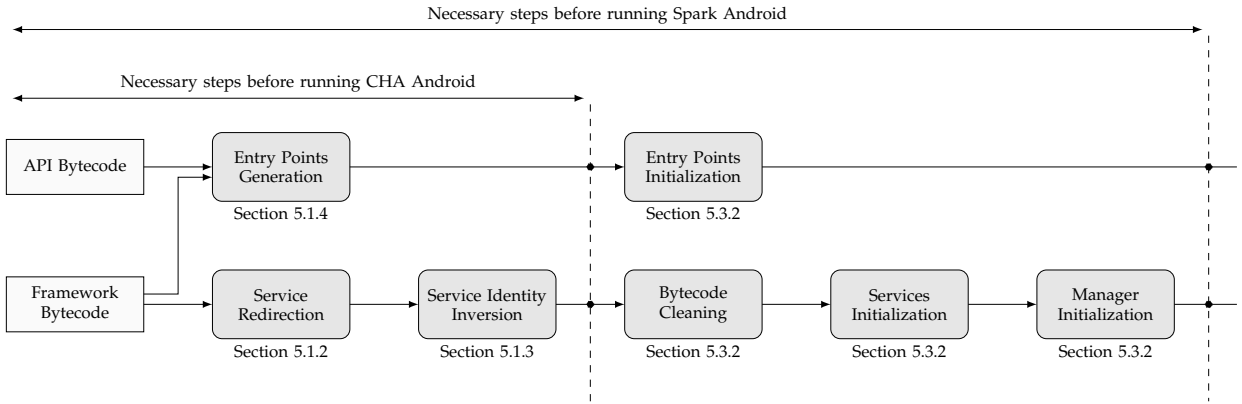 Necessary steps before running Spark Android
Necessary steps before running CHA Android
API Bytecode
Entry Points
Generation
Section 5.1.4
Entry Points
Initialization
Section 5.3.2
Framework
Bytecode
Service
Redirection
Section 5.1.2
Service Identity
Inversion
Section 5.1.3
Bytecode
Cleaning
Section 5.3.2
Services
Initialization
Section 5.3.2
Manager
Initialization
Section 5.3.2